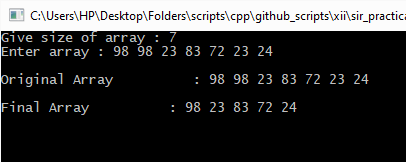 C:\Users\HP\Desktop\Folders\scripts\cpp\github_scripts\xii\sir_practica
Give size of array : 7
Enter array : 98 98 23 83 72 23 24
Original Array : 98 98 23 83 72 23 24
Final Array : 98 23 83 72 24